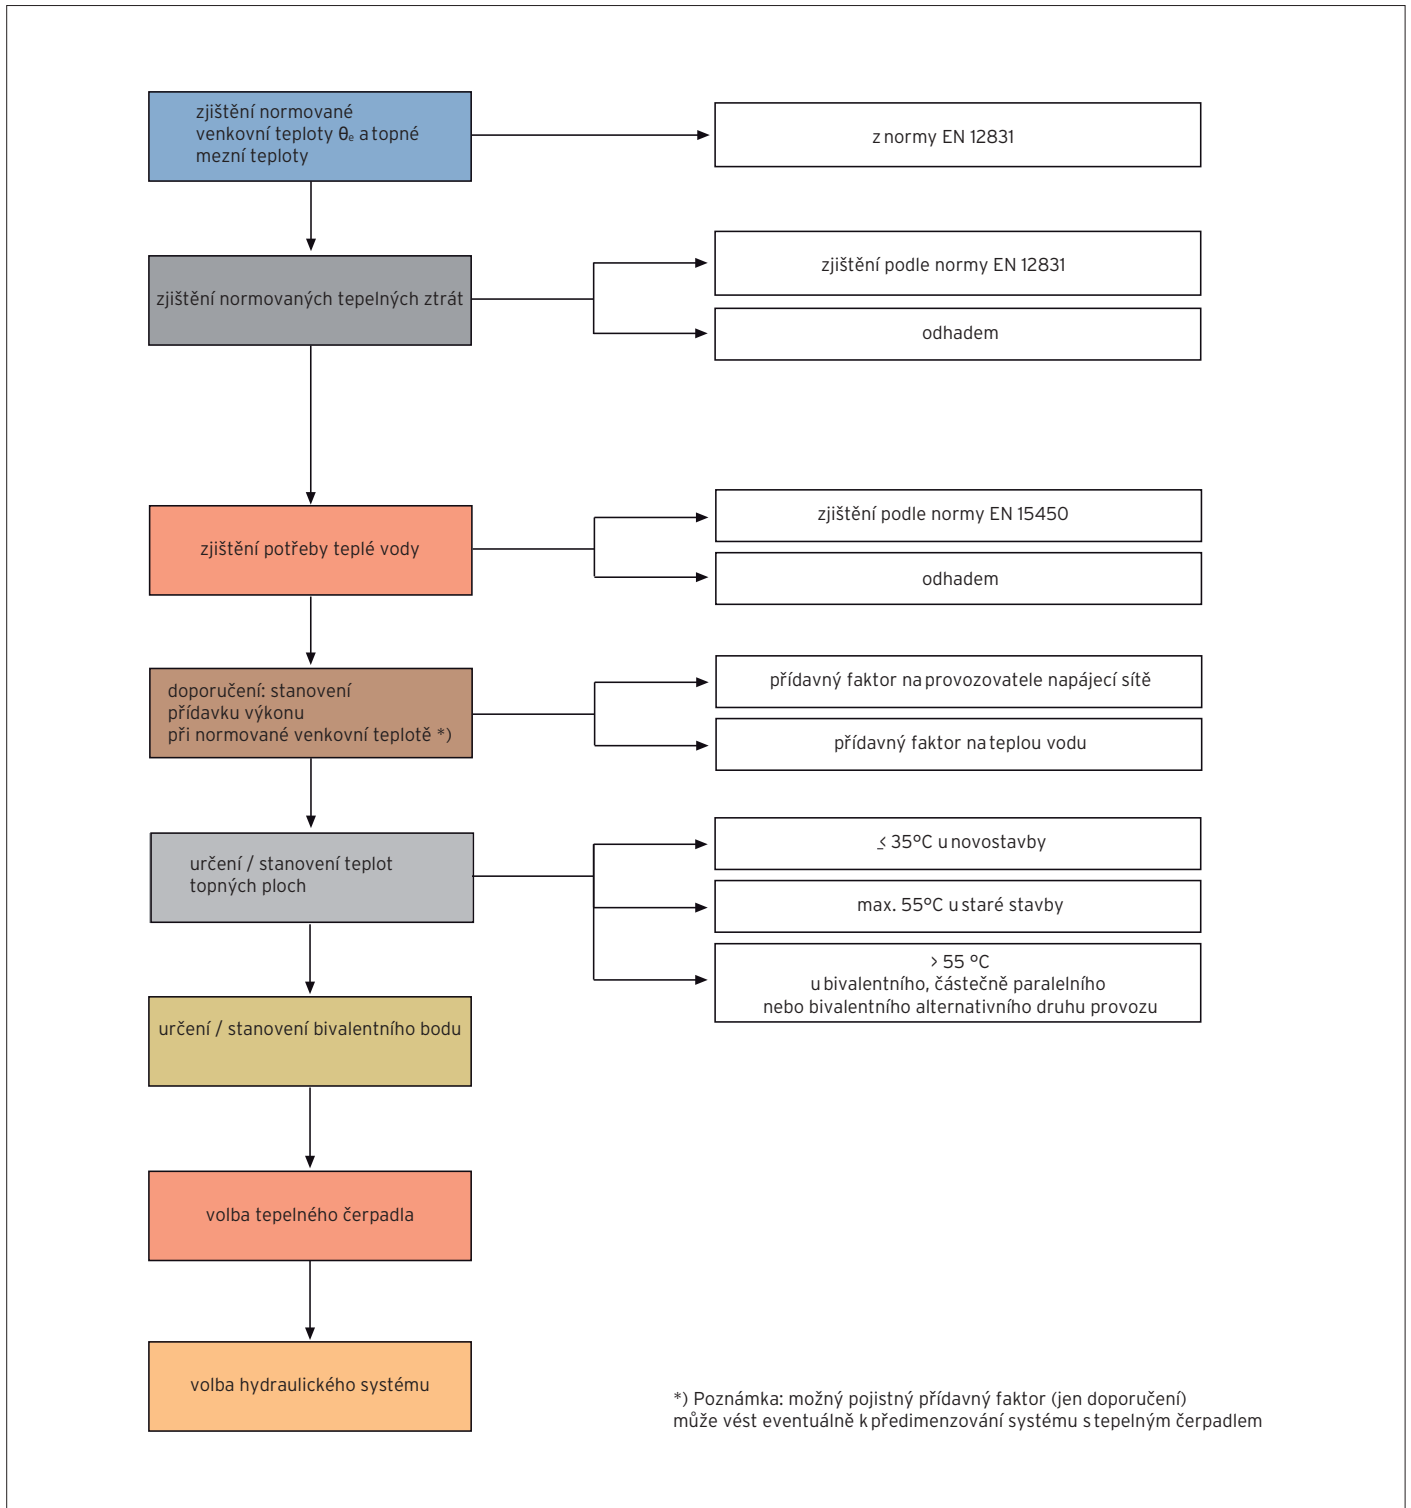 zjištění normované
venkovní teploty θₑ a topné
mezní teploty
z normy EN 12831
zjištění normovaných tepelných ztrát
zjištění podle normy EN 12831
odhadem
zjištění potřeby teplé vody
zjištění podle normy EN 15450
odhadem
doporučení: stanovení
přídavku výkonu
při normované venkovní teplotě *)
přídavný faktor na provozovatele napájecí sítě
přídavný faktor na teplou vodu
určení / stanovení teplot
topných ploch
≤ 35°C u novostavby
max. 55°C u staré stavby
> 55 °C
u bivalentního, částečně paralelního
nebo bivalentního alternativního druhu provozu
určení / stanovení bivalentního bodu
volba tepelného čerpadla
volba hydraulického systému
*) Poznámka: možný pojistný přídavný faktor (jen doporučení)
může vést eventuálně k předimenzování systému s tepelným čerpadlem